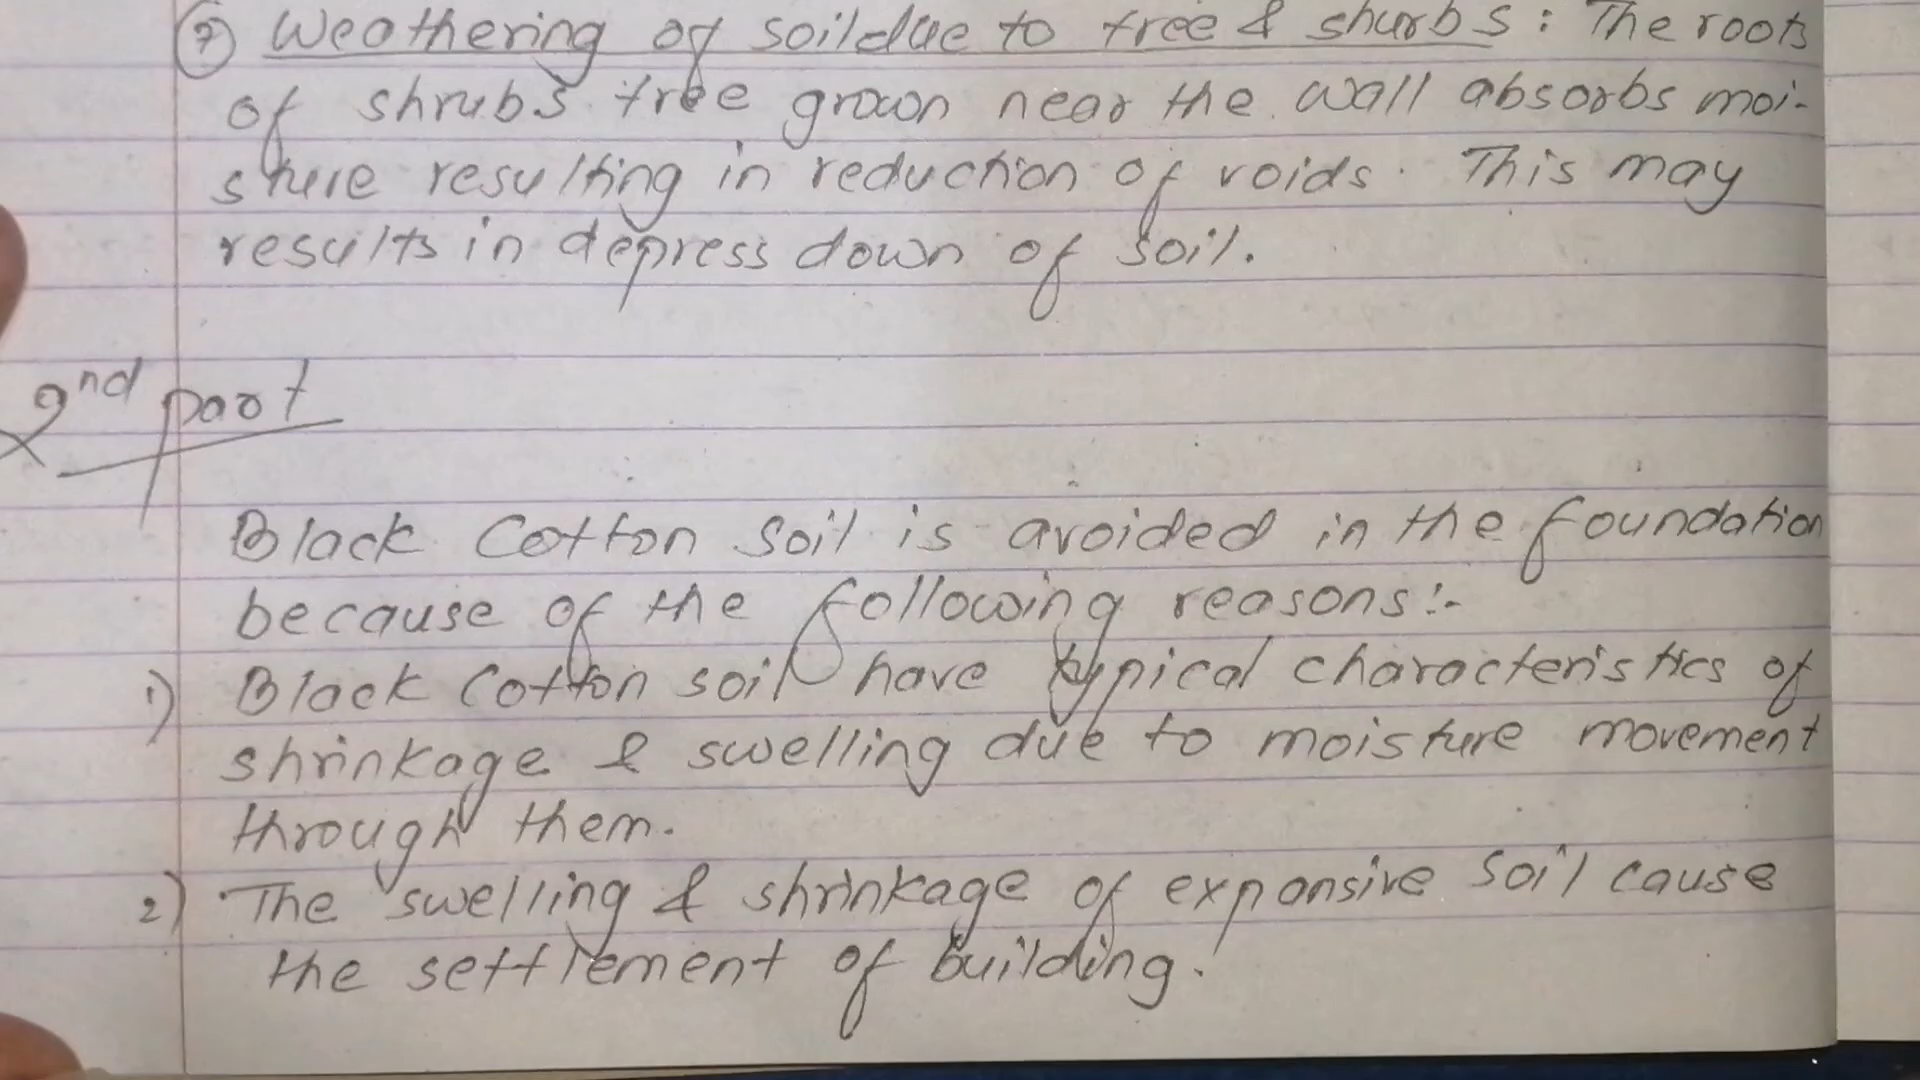 ⑦ Weathering of soil due to tree & shurbs : The roots
of shrubs tree grown near the wall absorbs moi-
sture resulting in reduction of voids. This may
results in depress down of soil.
2nd part
Black Cotton Soil is avoided in the foundation
because of the following reasons:-
1) Black Cotton soil have typical characteristics of
shrinkage & swelling due to moisture movement
through them.
2) The swelling & shrinkage of expansive soil cause
the settlement of building.